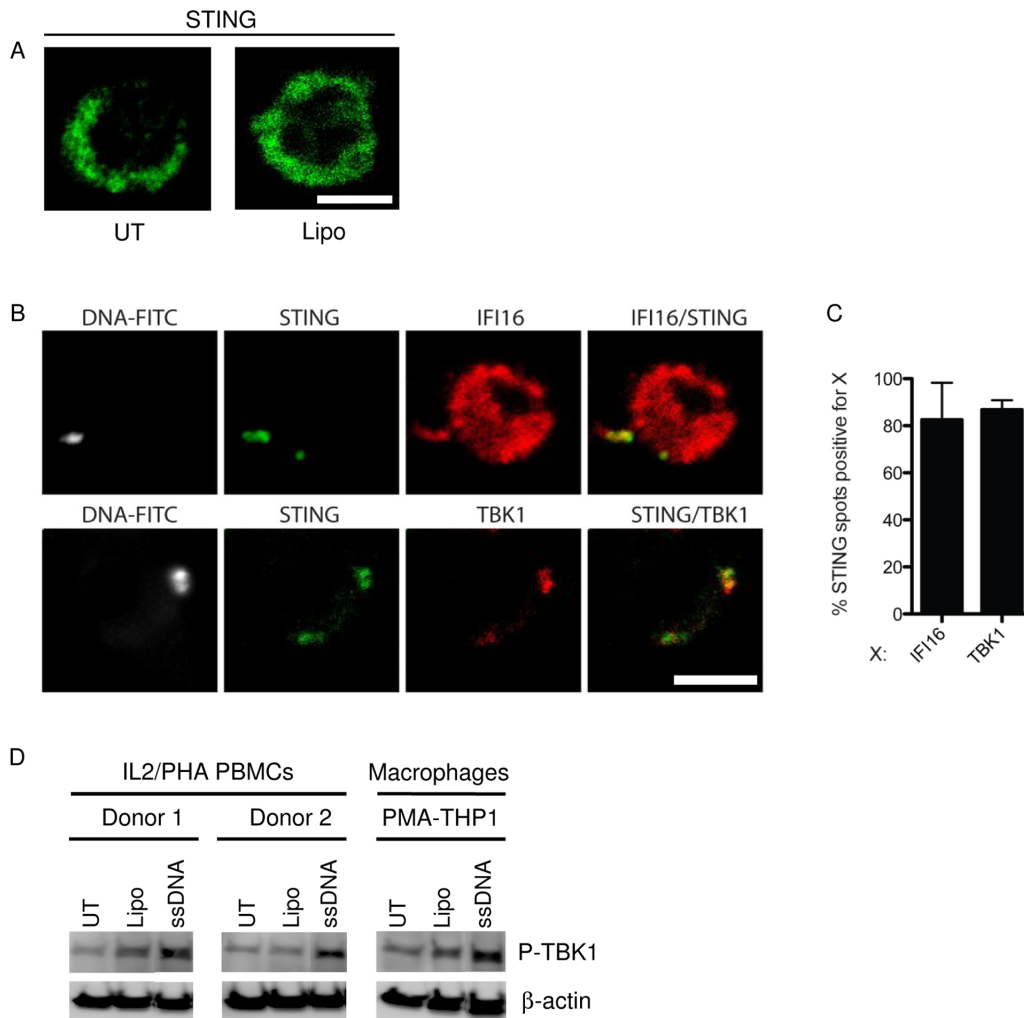 STING
A
UT Lipo
B
DNA-FITC STING IFI16 IFI16/STING
DNA-FITC STING TBK1 STING/TBK1
C
% STING spots positive for X
100
80
60
40
20
0
X: IFI16 TBK1
D
IL2/PHA PBMCs Macrophages
Donor 1 Donor 2 PMA-THP1
UT Lipo ssDNA UT Lipo ssDNA UT Lipo ssDNA
P-TBK1
β-actin